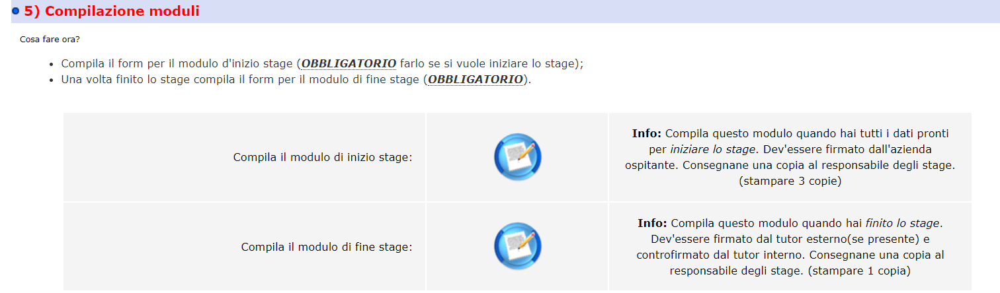 5) Compilazione moduli
Cosa fare ora?
Compila il form per il modulo d'inizio stage (OBBLIGATORIO farlo se si vuole iniziare lo stage);
Una volta finito lo stage compila il form per il modulo di fine stage (OBBLIGATORIO).
Compila il modulo di inizio stage:
Info: Compila questo modulo quando hai tutti i dati pronti
per iniziare lo stage. Dev'essere firmato dall'azienda
ospitante. Consegnane una copia al responsabile degli stage.
(stampare 3 copie)
Compila il modulo di fine stage:
Info: Compila questo modulo quando hai finito lo stage.
Dev'essere firmato dal tutor esterno(se presente) e
controfirmato dal tutor interno. Consegnane una copia al
responsabile degli stage. (stampare 1 copia)